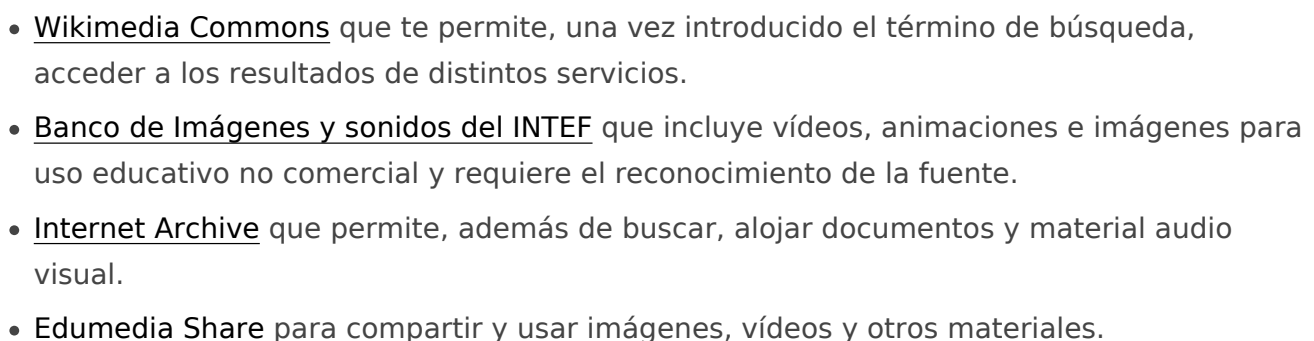 • Wikimedia Commons que te permite, una vez introducido el término de búsqueda,
acceder a los resultados de distintos servicios.
• Banco de Imágenes y sonidos del INTEF que incluye vídeos, animaciones e imágenes para
uso educativo no comercial y requiere el reconocimiento de la fuente.
• Internet Archive que permite, además de buscar, alojar documentos y material audio
visual.
• Edumedia Share para compartir y usar imágenes, vídeos y otros materiales.